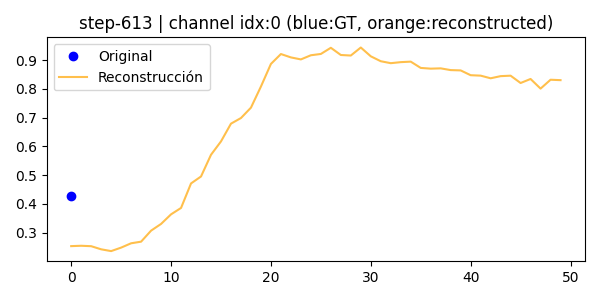 step-613 | channel idx:0 (blue:GT, orange:reconstructed)
Original
Reconstrucción
0.9
0.8
0.7
0.6
0.5
0.4
0.3
0 10 20 30 40 50